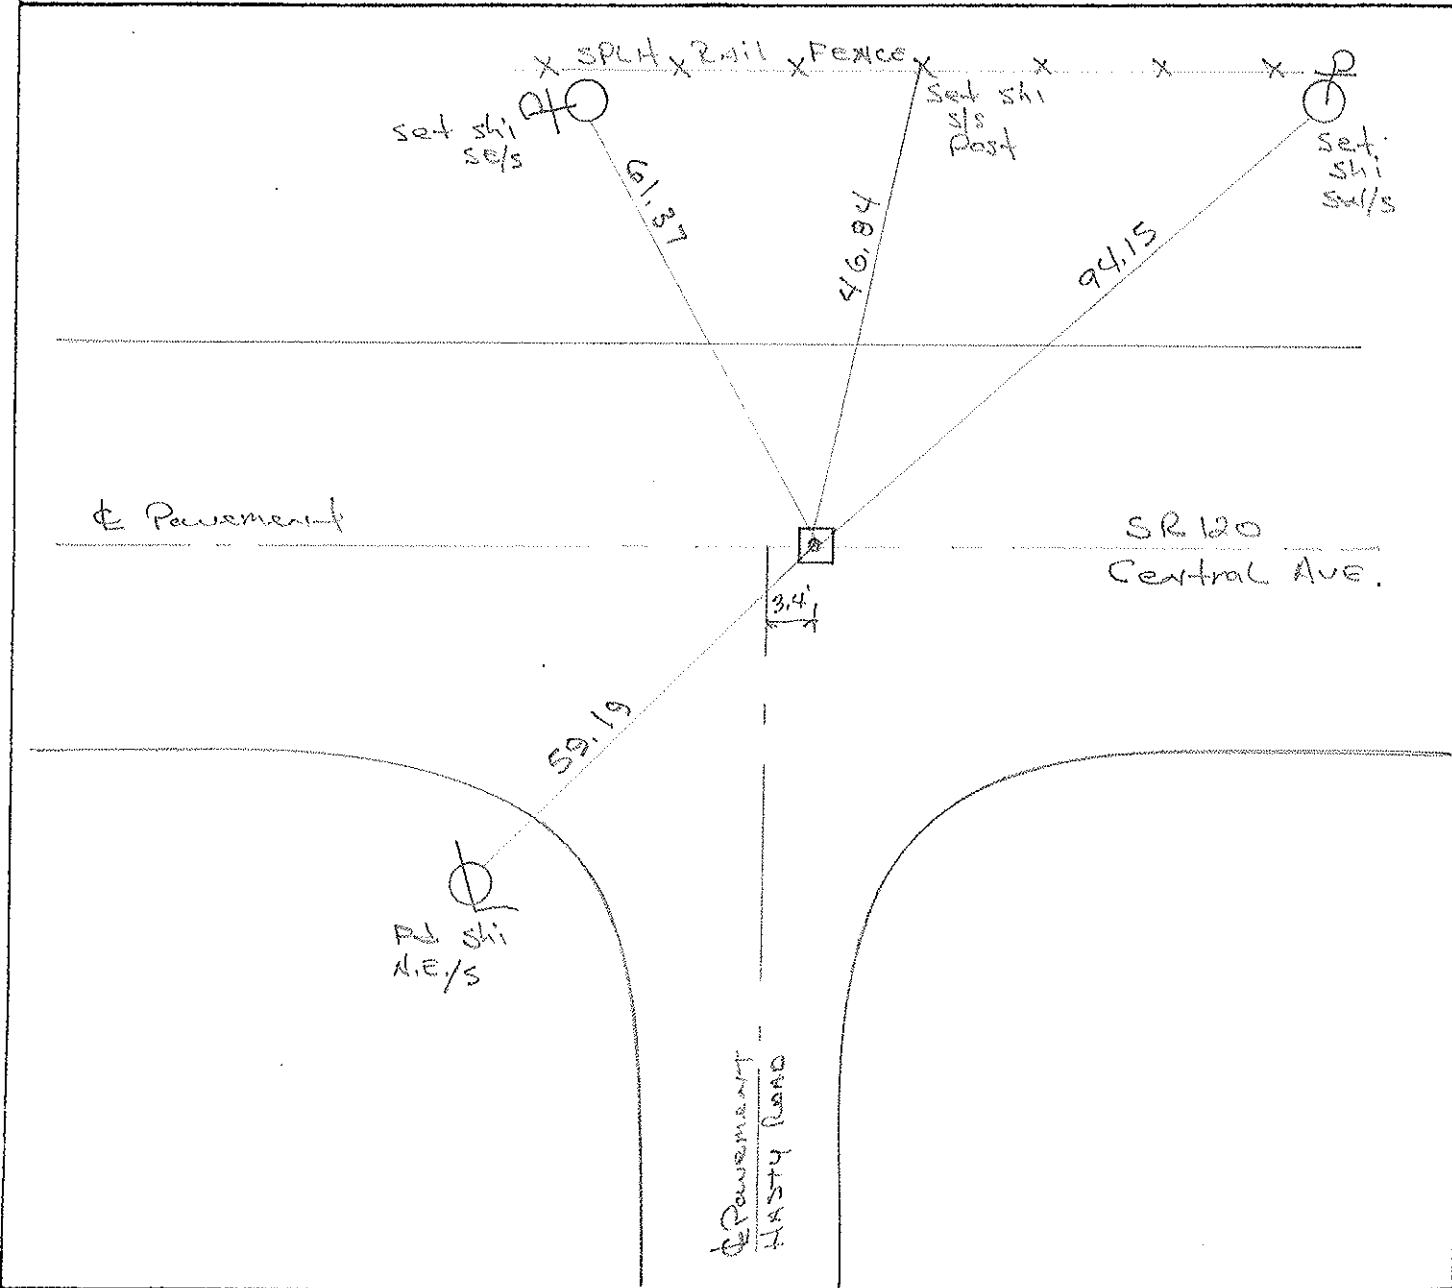 SPLIT RAIL FENCE
Set shi
SE/S
Set shi
S/S
Post
Set
shi
SW/S
61.37
46.84
94.15
℄ Pavement
SR 120
Central AVE.
3.4'
59.19
Fd shi
N.E./S
℄ Pavement
HASTY ROAD